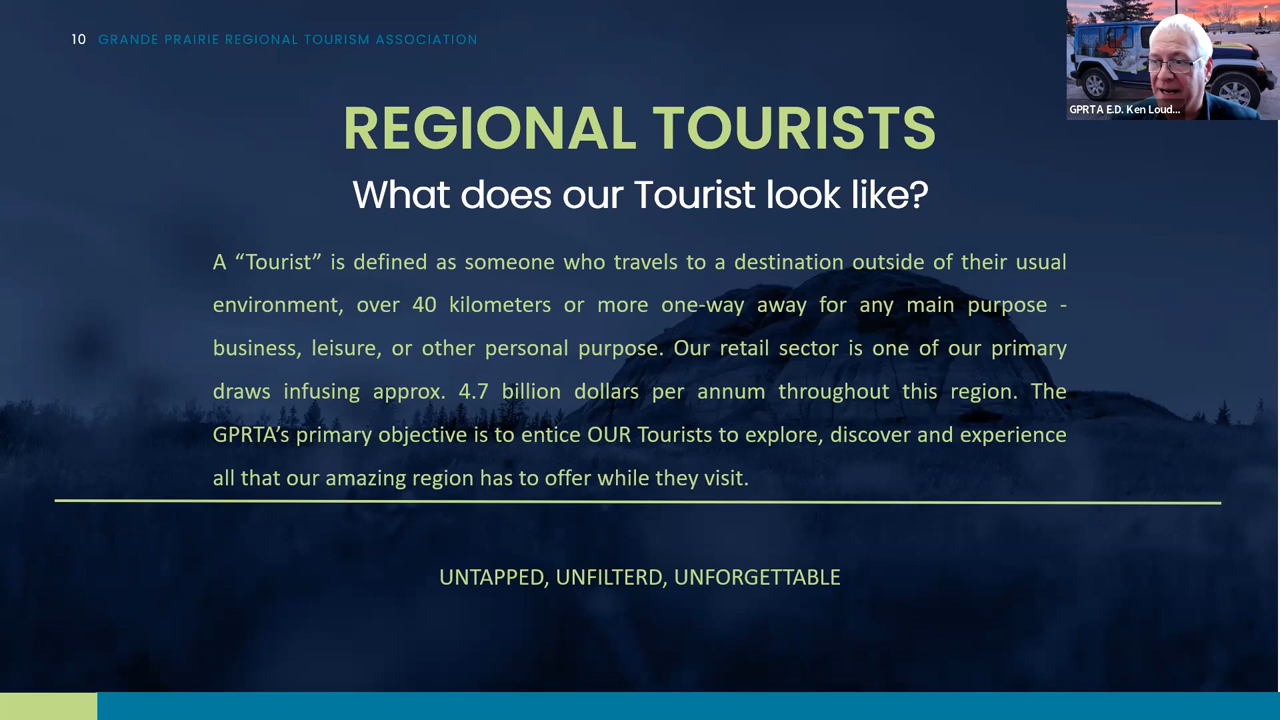 10 GRANDE PRAIRIE REGIONAL TOURISM ASSOCIATION
GPRTA E.D. Ken Loud...
REGIONAL TOURISTS
What does our Tourist look like?
A “Tourist” is defined as someone who travels to a destination outside of their usual
environment, over 40 kilometers or more one-way away for any main purpose -
business, leisure, or other personal purpose. Our retail sector is one of our primary
draws infusing approx. 4.7 billion dollars per annum throughout this region. The
GPRTA’s primary objective is to entice OUR Tourists to explore, discover and experience
all that our amazing region has to offer while they visit.
UNTAPPED, UNFILTERD, UNFORGETTABLE